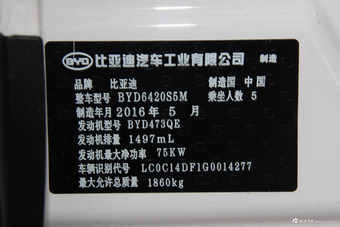 BYD 比亚迪汽车工业有限公司 制造
品牌 比亚迪 制造国 中国
整车型号 BYD6420S5M 乘坐人数 5
制造年月 2016 年 5 月
发动机型号 BYD473QE
发动机排量 1497mL
发动机最大净功率 75KW
车辆识别代号 LC0C14DF1G0014277
最大允许总质量 1860kg